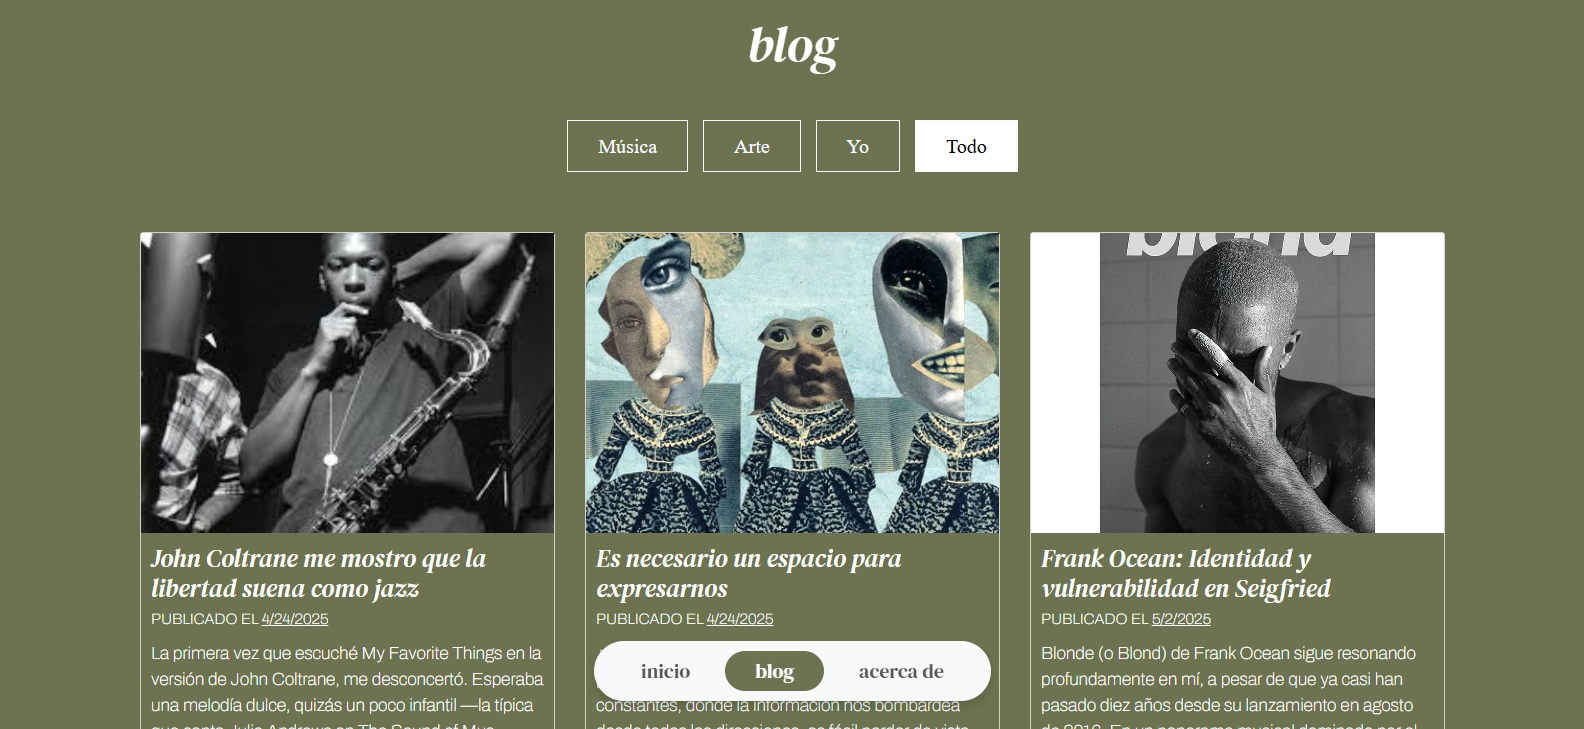 blog
Música
Arte
Yo
Todo
John Coltrane me mostro que la
libertad suena como jazz
PUBLICADO EL 4/24/2025
La primera vez que escuché My Favorite Things en la
versión de John Coltrane, me desconcertó. Esperaba
una melodía dulce, quizás un poco infantil —la típica
Es necesario un espacio para
expresarnos
PUBLICADO EL 4/24/2025
constantes, donde la información nos bombardea
Frank Ocean: Identidad y
vulnerabilidad en Seigfried
PUBLICADO EL 5/2/2025
Blonde (o Blond) de Frank Ocean sigue resonando
profundamente en mí, a pesar de que ya casi han
pasado diez años desde su lanzamiento en agosto
inicio
blog
acerca de